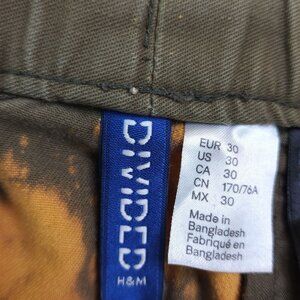 DIVIDED
H&M
EUR 30
US 30
CA 30
CN 170/76A
MX 30
Made in
Bangladesh
Fabriqué en
Bangladesh